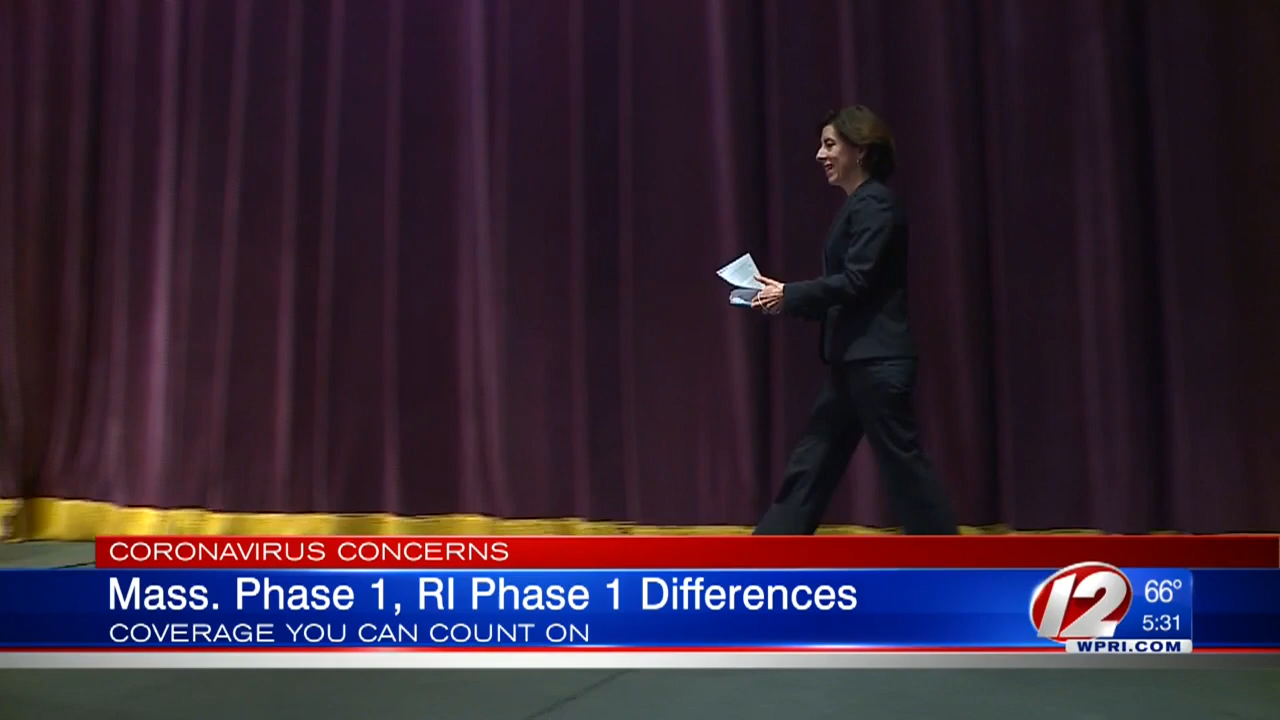 CORONAVIRUS CONCERNS
Mass. Phase 1, RI Phase 1 Differences
COVERAGE YOU CAN COUNT ON
12
66°
5:31
WPRI.COM